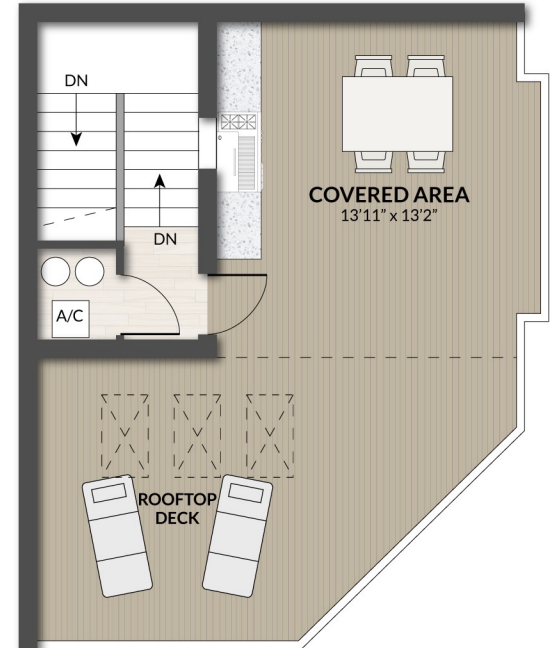 DN
COVERED AREA
13'11” x 13'2”
DN
A/C
ROOFTOP
DECK